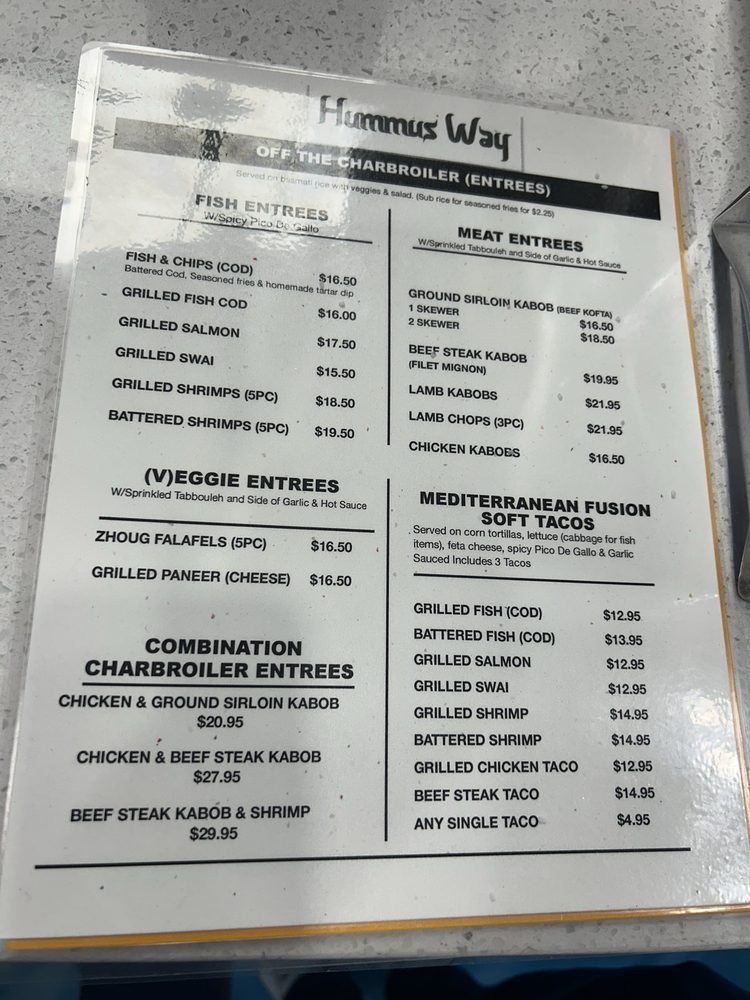 Hummus Way
OFF THE CHARBROILER (ENTREES)
Served on basmati rice with veggies & salad. (Sub rice for seasoned fries for $2.25)
FISH ENTREES
W/Spicy Pico De Gallo
FISH & CHIPS (COD) $16.50
Battered Cod, Seasoned fries & homemade tartar dip
GRILLED FISH COD $16.00
GRILLED SALMON $17.50
GRILLED SWAI $15.50
GRILLED SHRIMPS (5PC) $18.50
BATTERED SHRIMPS (5PC) $19.50
(V)EGGIE ENTREES
W/Sprinkled Tabbouleh and Side of Garlic & Hot Sauce
ZHOUG FALAFELS (5PC) $16.50
GRILLED PANEER (CHEESE) $16.50
COMBINATION
CHARBROILER ENTREES
CHICKEN & GROUND SIRLOIN KABOB
$20.95
CHICKEN & BEEF STEAK KABOB
$27.95
BEEF STEAK KABOB & SHRIMP
$29.95
MEAT ENTREES
W/Sprinkled Tabbouleh and Side of Garlic & Hot Sauce
GROUND SIRLOIN KABOB (BEEF KOFTA)
1 SKEWER $16.50
2 SKEWER $18.50
BEEF STEAK KABOB
(FILET MIGNON) $19.95
LAMB KABOBS $21.95
LAMB CHOPS (3PC) $21.95
CHICKEN KABOBS $16.50
MEDITERRANEAN FUSION
SOFT TACOS
Served on corn tortillas, lettuce (cabbage for fish
items), feta cheese, spicy Pico De Gallo & Garlic
Sauced Includes 3 Tacos
GRILLED FISH (COD) $12.95
BATTERED FISH (COD) $13.95
GRILLED SALMON $12.95
GRILLED SWAI $12.95
GRILLED SHRIMP $14.95
BATTERED SHRIMP $14.95
GRILLED CHICKEN TACO $12.95
BEEF STEAK TACO $14.95
ANY SINGLE TACO $4.95